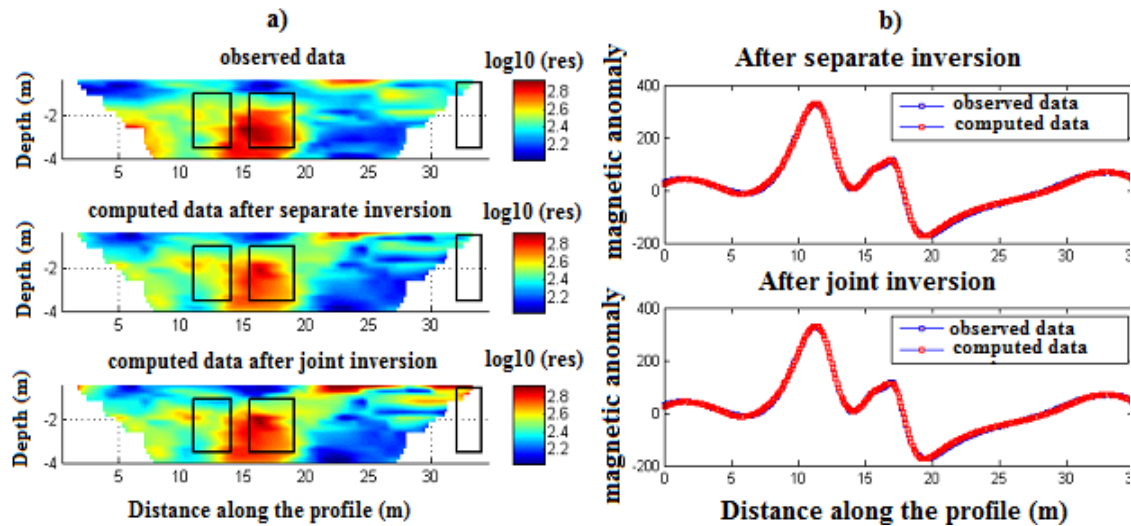 a)
observed data
log10 (res)
Depth (m)
-2
-4
5 10 15 20 25 30
2.8
2.6
2.4
2.2
computed data after separate inversion
log10 (res)
Depth (m)
-2
-4
5 10 15 20 25 30
2.8
2.6
2.4
2.2
computed data after joint inversion
log10 (res)
Depth (m)
-2
-4
5 10 15 20 25 30
2.8
2.6
2.4
2.2
Distance along the profile (m)
b)
After separate inversion
magnetic anomaly
400
200
0
-200
observed data
computed data
0 5 10 15 20 25 30 3
After joint inversion
magnetic anomaly
400
200
0
-200
observed data
computed data
0 5 10 15 20 25 30 3
Distance along the profile (m)